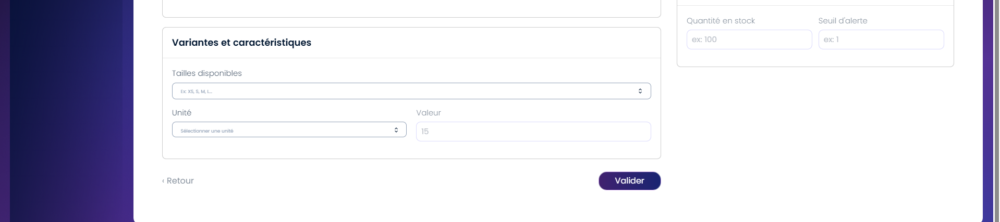 Variantes et caractéristiques
Tailles disponibles
Ex: XS, S, M, L...
Unité
Valeur
Sélectionner une unité
15
‹ Retour
Valider
Quantité en stock
Seuil d'alerte
ex: 100
ex: 1